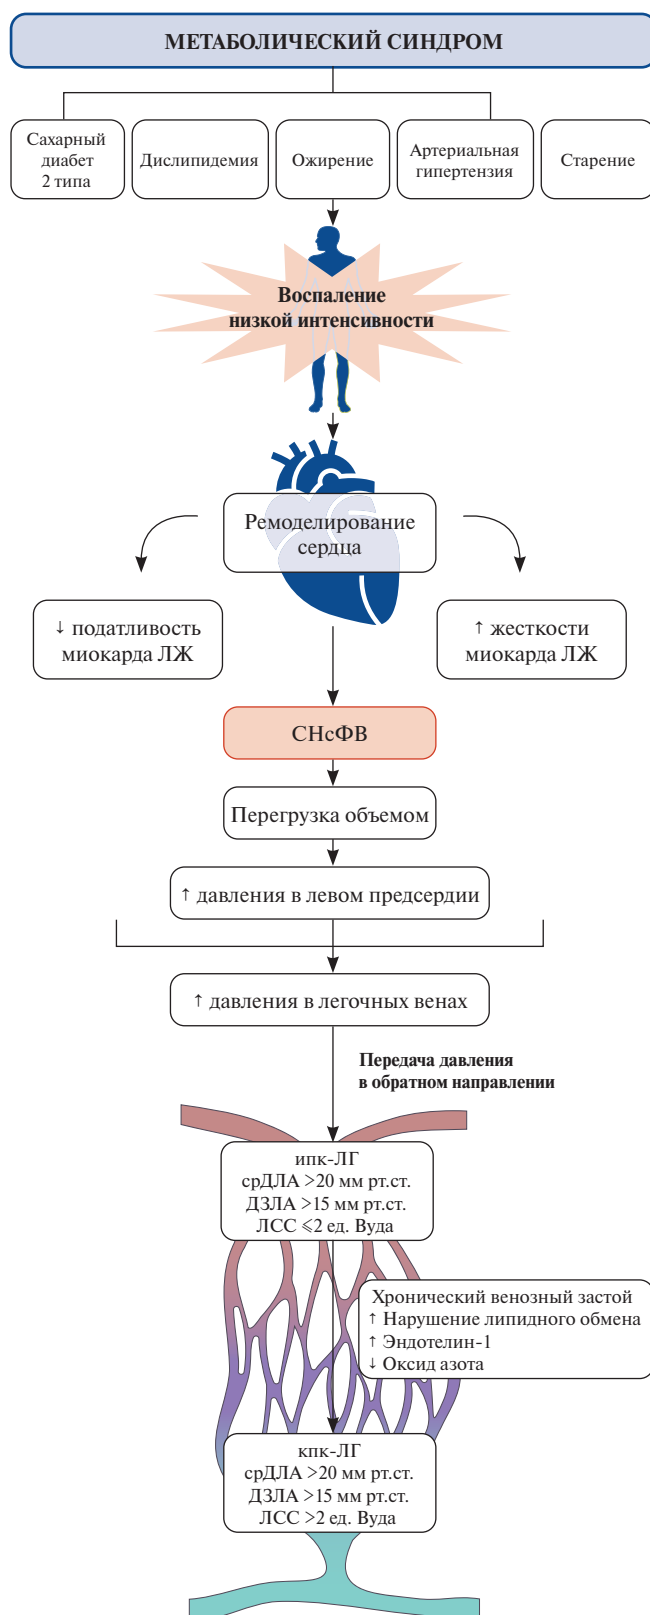 МЕТАБОЛИЧЕСКИЙ СИНДРОМ
Сахарный
диабет
2 типа
Дислипидемия
Ожирение
Артериальная
гипертензия
Старение
Воспаление
низкой интенсивности
Ремоделирование
сердца
↓ податливость
миокарда ЛЖ
↑ жесткости
миокарда ЛЖ
СНсФВ
Перегрузка объемом
↑ давления в левом предсердии
↑ давления в легочных венах
Передача давления
в обратном направлении
ипк-ЛГ
срДЛА >20 мм рт.ст.
ДЗЛА >15 мм рт.ст.
ЛСС ⩽2 ед. Вуда
Хронический венозный застой
↑ Нарушение липидного обмена
↑ Эндотелин-1
↓ Оксид азота
кпк-ЛГ
срДЛА >20 мм рт.ст.
ДЗЛА >15 мм рт.ст.
ЛСС >2 ед. Вуда